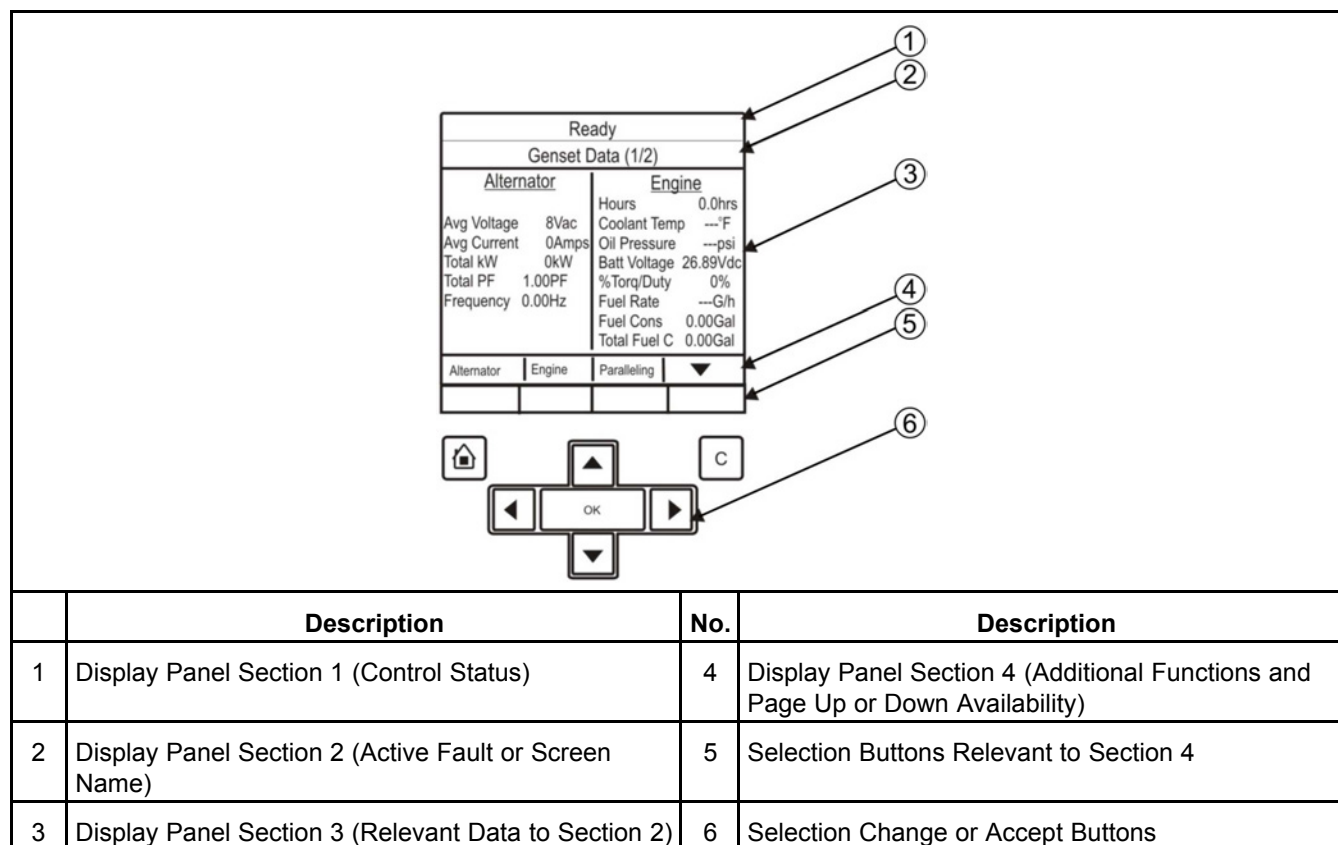 ①
②
Ready
Genset Data (1/2)
Alternator
Avg Voltage 8Vac
Avg Current 0Amps
Total kW 0kW
Total PF 1.00PF
Frequency 0.00Hz
Engine
Hours 0.0hrs
Coolant Temp ---°F
Oil Pressure ---psi
Batt Voltage 26.89Vdc
%Torq/Duty 0%
Fuel Rate ---G/h
Fuel Cons 0.00Gal
Total Fuel C 0.00Gal
③
④
Alternator Engine Paralleling ▼
⑤
⑥
C
OK
Description No. Description
1 Display Panel Section 1 (Control Status) 4 Display Panel Section 4 (Additional Functions and
Page Up or Down Availability)
2 Display Panel Section 2 (Active Fault or Screen
Name)
5 Selection Buttons Relevant to Section 4
3 Display Panel Section 3 (Relevant Data to Section 2) 6 Selection Change or Accept Buttons